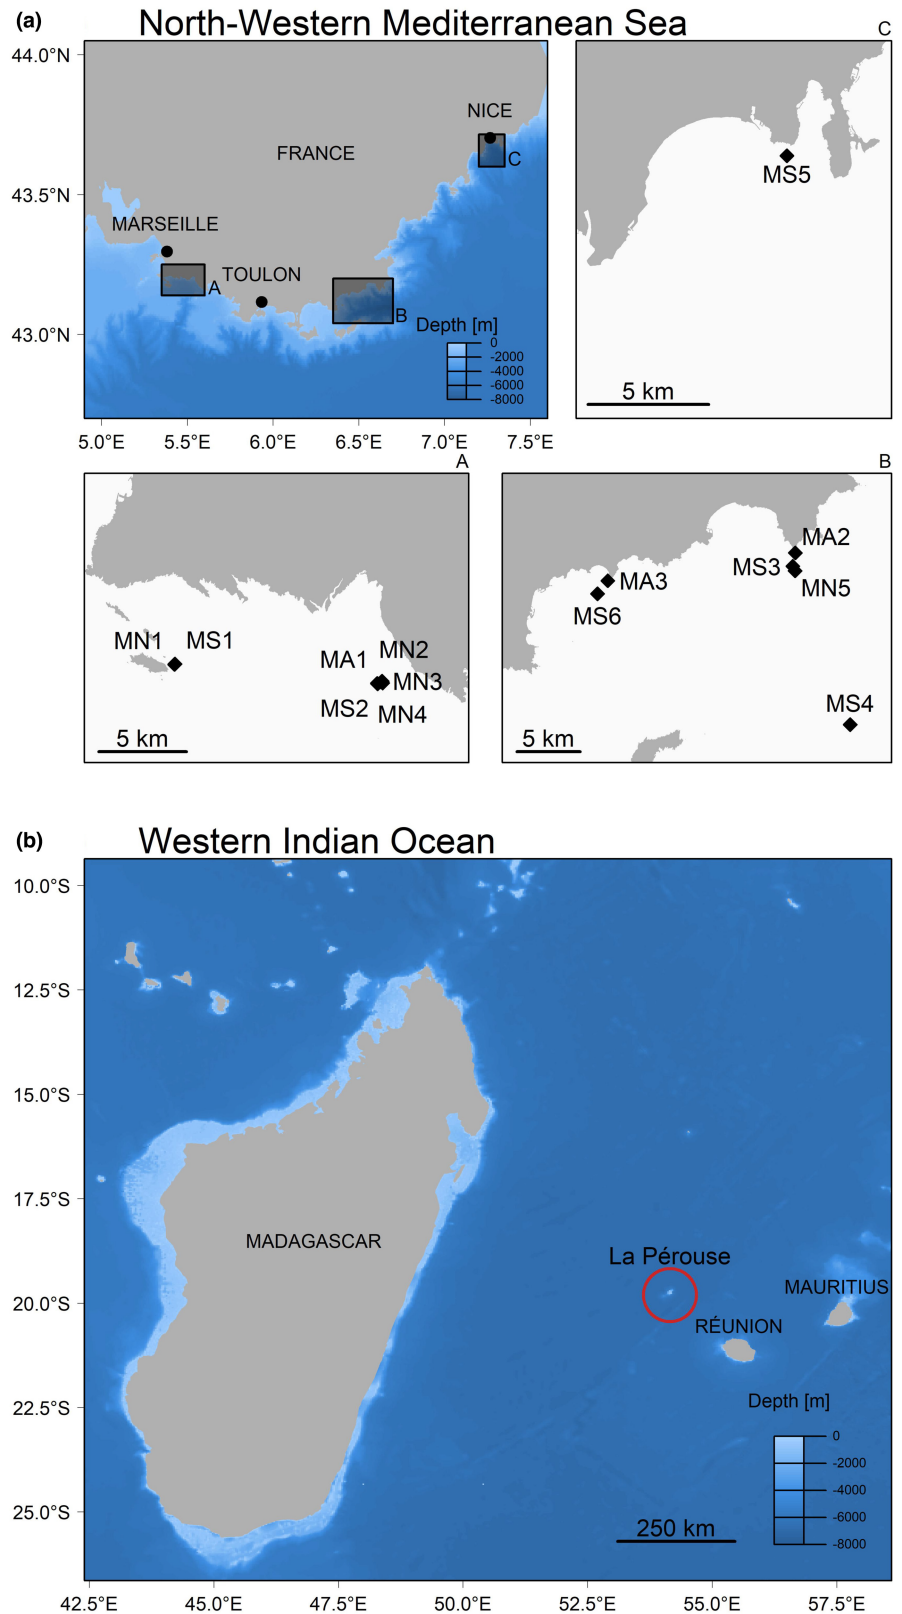 (a) North-Western Mediterranean Sea
C
44.0°N
NICE
FRANCE
C
MS5
43.5°N
MARSEILLE
TOULON
A
B
43.0°N
Depth [m]
0
-2000
-4000
-6000
-8000
5 km
5.0°E 5.5°E 6.0°E 6.5°E 7.0°E 7.5°E
A
B
MN1 MS1
MA1 MN2
MN3
MS2 MN4
5 km
MA2
MS3
MN5
MA3
MS6
MS4
5 km
(b) Western Indian Ocean
10.0°S
12.5°S
15.0°S
17.5°S
MADAGASCAR
La Pérouse
MAURITIUS
20.0°S
RÉUNION
22.5°S
Depth [m]
0
-2000
-4000
-6000
-8000
25.0°S
250 km
42.5°E 45.0°E 47.5°E 50.0°E 52.5°E 55.0°E 57.5°E